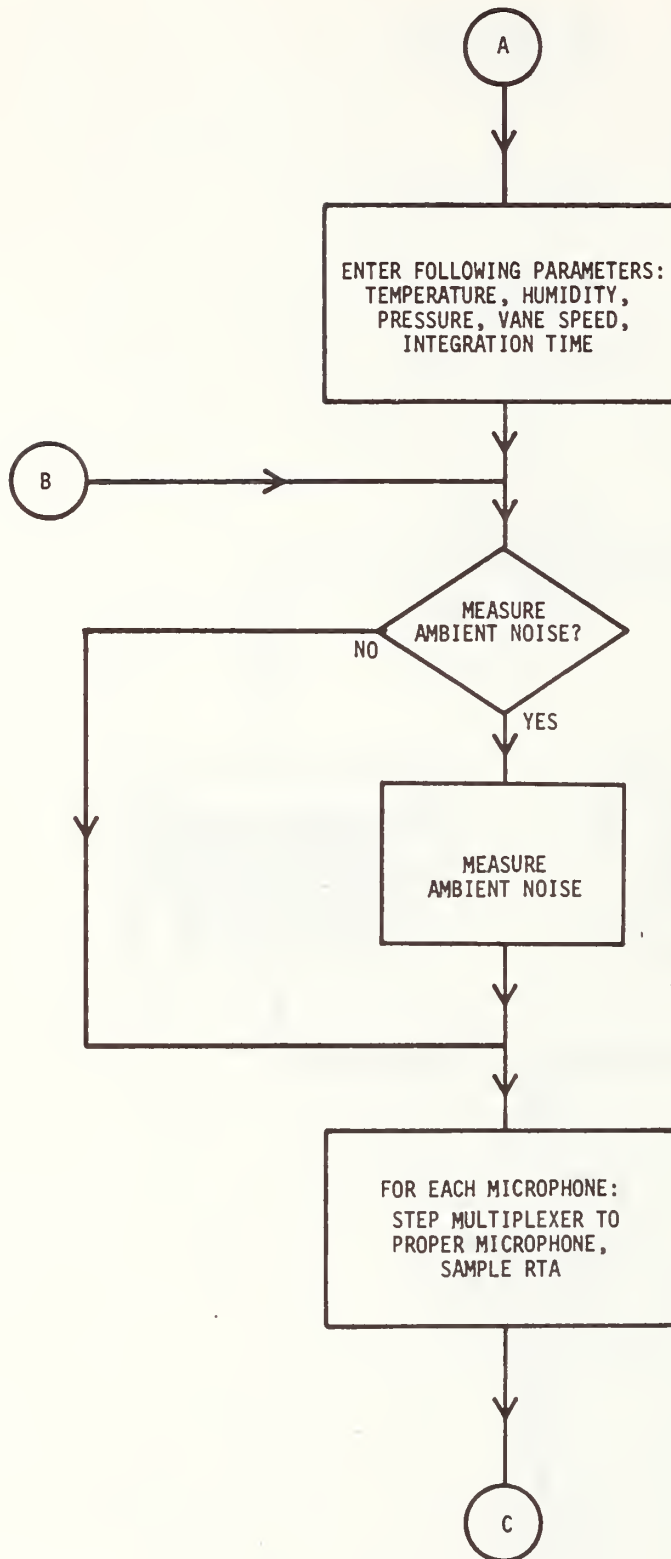 A
ENTER FOLLOWING PARAMETERS:
TEMPERATURE, HUMIDITY,
PRESSURE, VANE SPEED,
INTEGRATION TIME
B
MEASURE
AMBIENT NOISE?
NO
YES
MEASURE
AMBIENT NOISE
FOR EACH MICROPHONE:
STEP MULTIPLEXER TO
PROPER MICROPHONE,
SAMPLE RTA
C